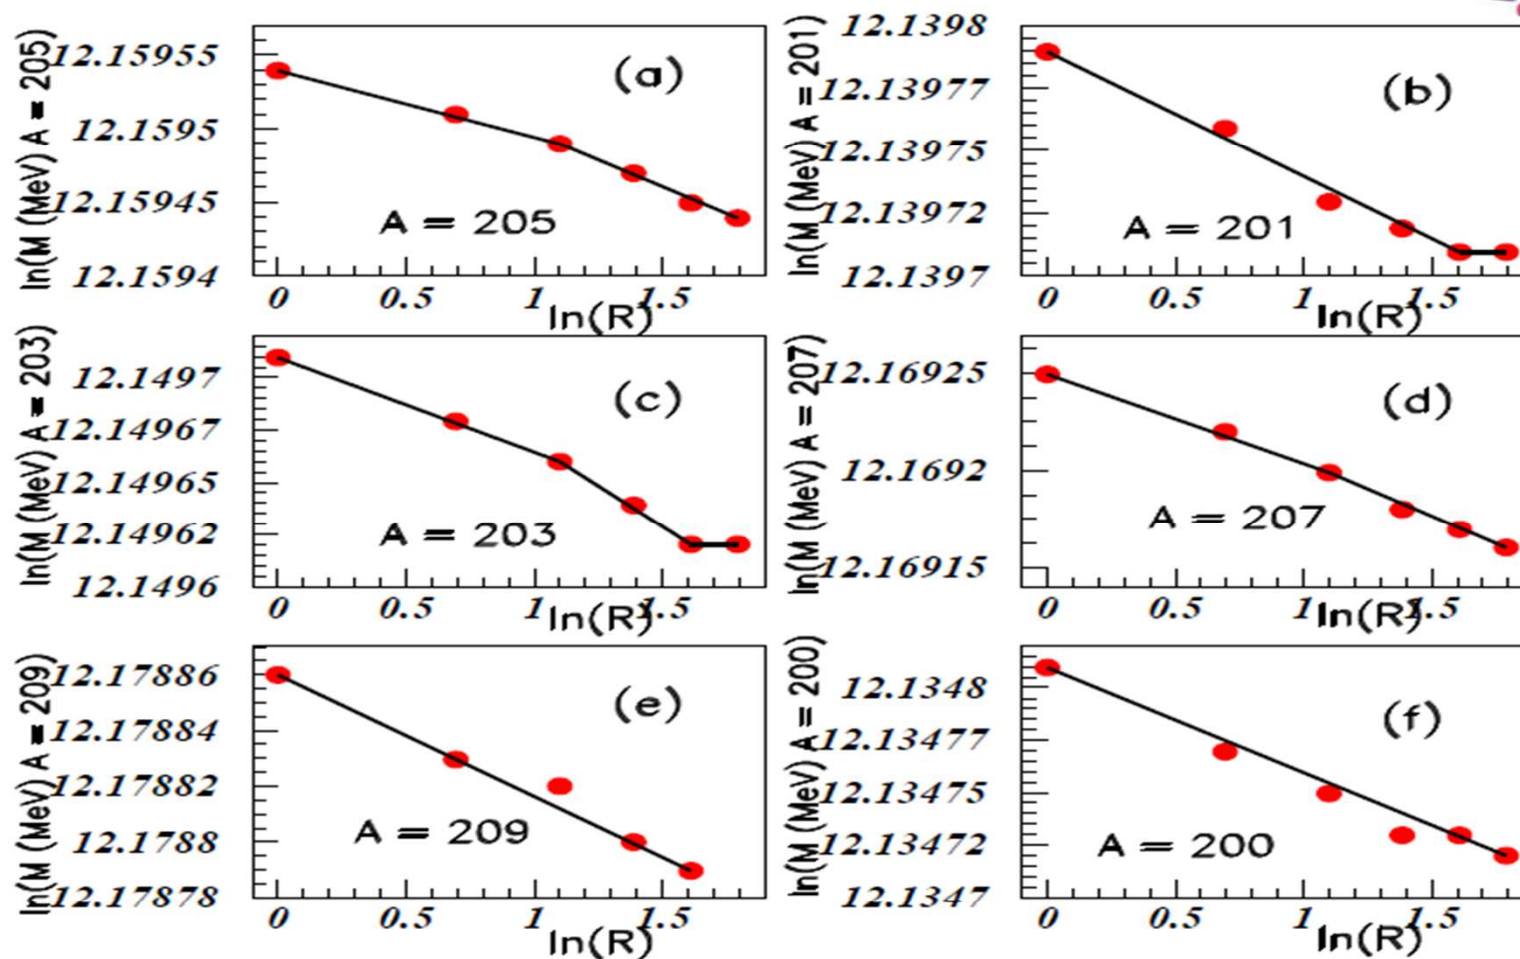 ln(M (MeV) A = 205)
12.15955
12.1595
12.15945
12.1594
(a)
A = 205
0 0.5 1 1.5
ln(R)
ln(M (MeV) A = 201)
12.1398
12.13977
12.13975
12.13972
12.1397
(b)
A = 201
0 0.5 1 1.5
ln(R)
ln(M (MeV) A = 203)
12.1497
12.14967
12.14965
12.14962
12.1496
(c)
A = 203
0 0.5 1 1.5
ln(R)
ln(M (MeV) A = 207)
12.16925
12.1692
12.16915
(d)
A = 207
0 0.5 1 1.5
ln(R)
ln(M (MeV) A = 209)
12.17886
12.17884
12.17882
12.1788
12.17878
(e)
A = 209
0 0.5 1 1.5
ln(R)
ln(M (MeV) A = 200)
12.1348
12.13477
12.13475
12.13472
12.1347
(f)
A = 200
0 0.5 1 1.5
ln(R)